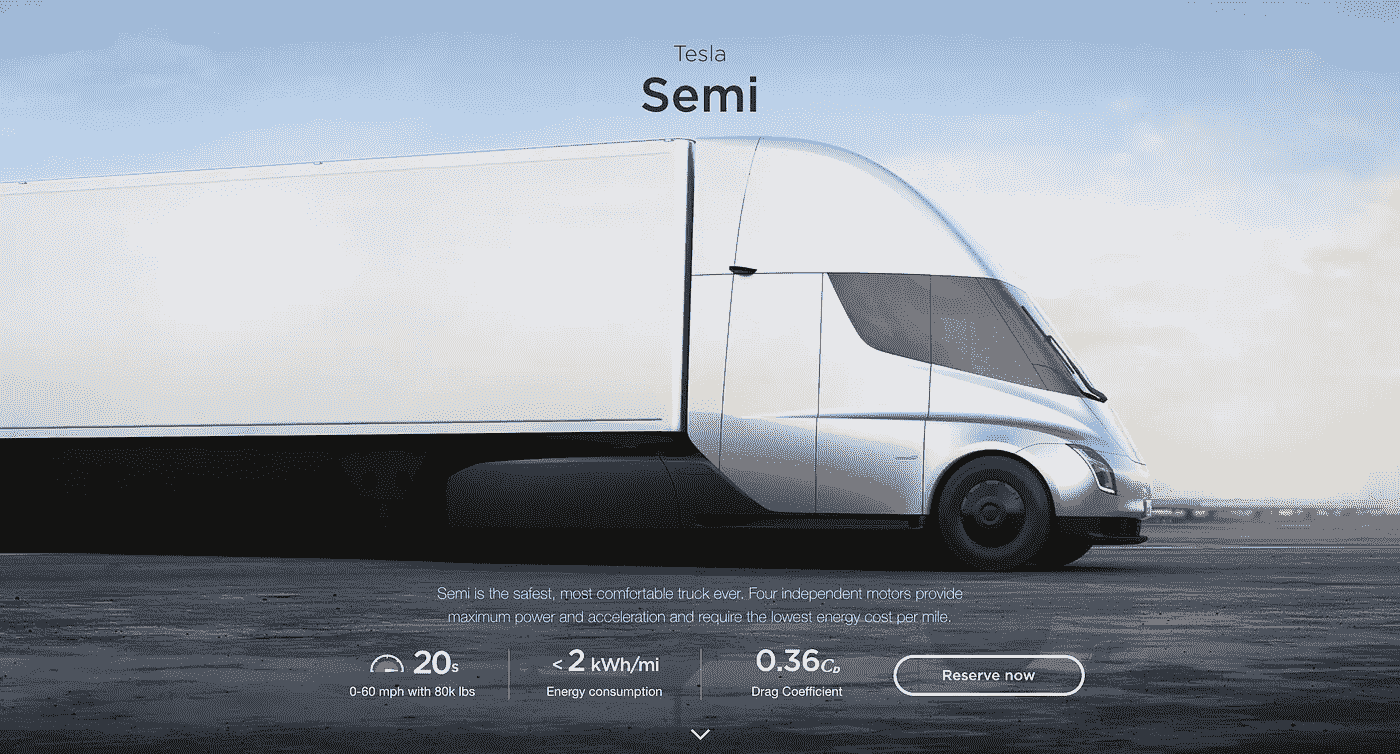 Tesla
Semi
Semi is the safest, most comfortable truck ever. Four independent motors provide
maximum power and acceleration and require the lowest energy cost per mile.
20s
0-60 mph with 80k lbs
< 2 kWh/mi
Energy consumption
0.36CD
Drag Coefficient
Reserve now